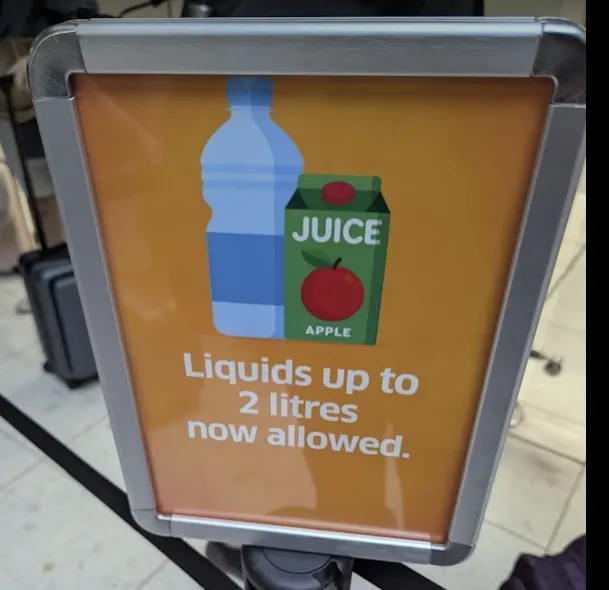 JUICE
APPLE
Liquids up to
2 litres
now allowed.